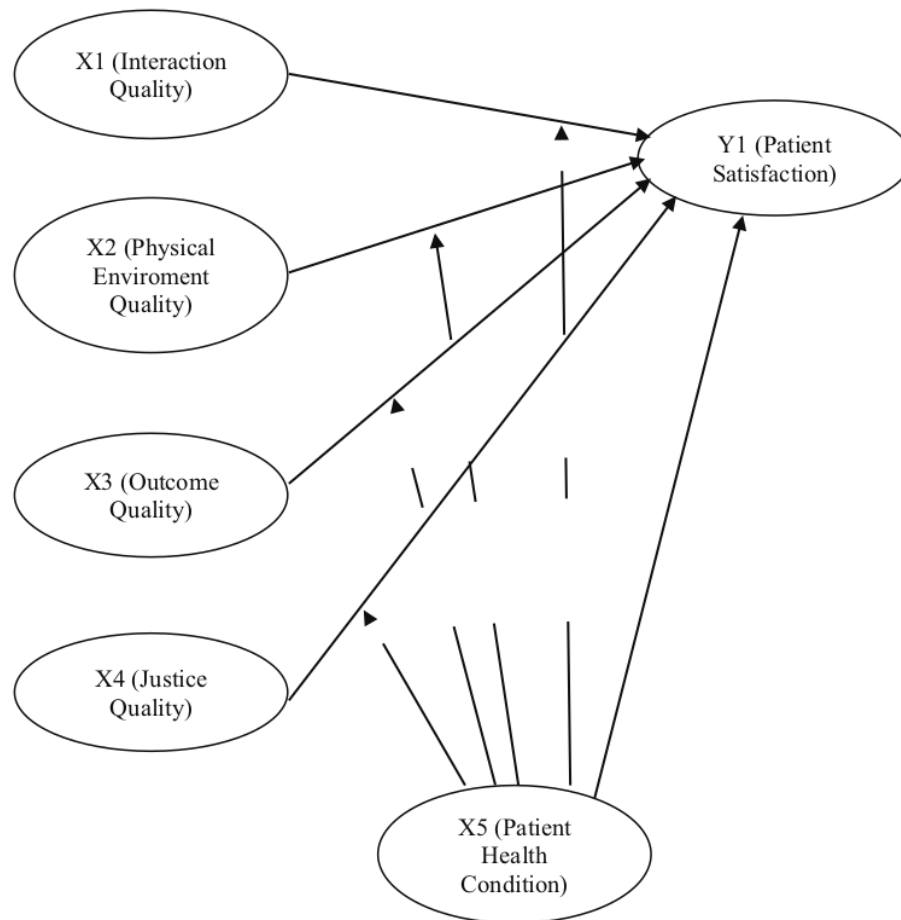 X1 (Interaction
Quality)
Y1 (Patient
Satisfaction)
X2 (Physical
Enviroment
Quality)
X3 (Outcome
Quality)
X4 (Justice
Quality)
X5 (Patient
Health
Condition)